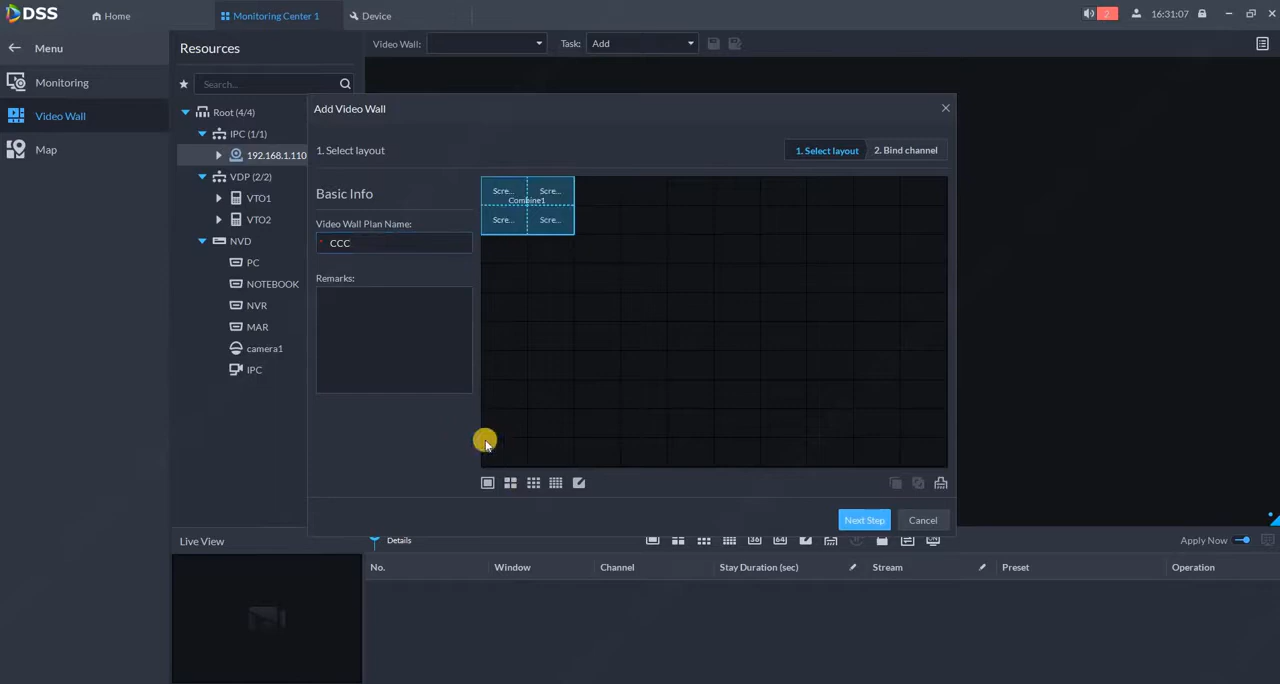 DSS Home Monitoring Center 1 Device 2 16:31:07
Menu
Resources
Video Wall: Task: Add
Monitoring
Search...
Video Wall
Map
Root (4/4)
IPC (1/1)
192.168.1.110
VDP (2/2)
VTO1
VTO2
NVD
PC
NOTEBOOK
NVR
MAR
camera1
IPC
Add Video Wall
1. Select layout
1. Select layout 2. Bind channel
Basic Info
Video Wall Plan Name:
* CCC
Remarks:
Scre... Scre...
Combine1
Scre... Scre...
Next Step Cancel
Live View
Details
36 64
Apply Now
No. Window Channel Stay Duration (sec) Stream Preset Operation